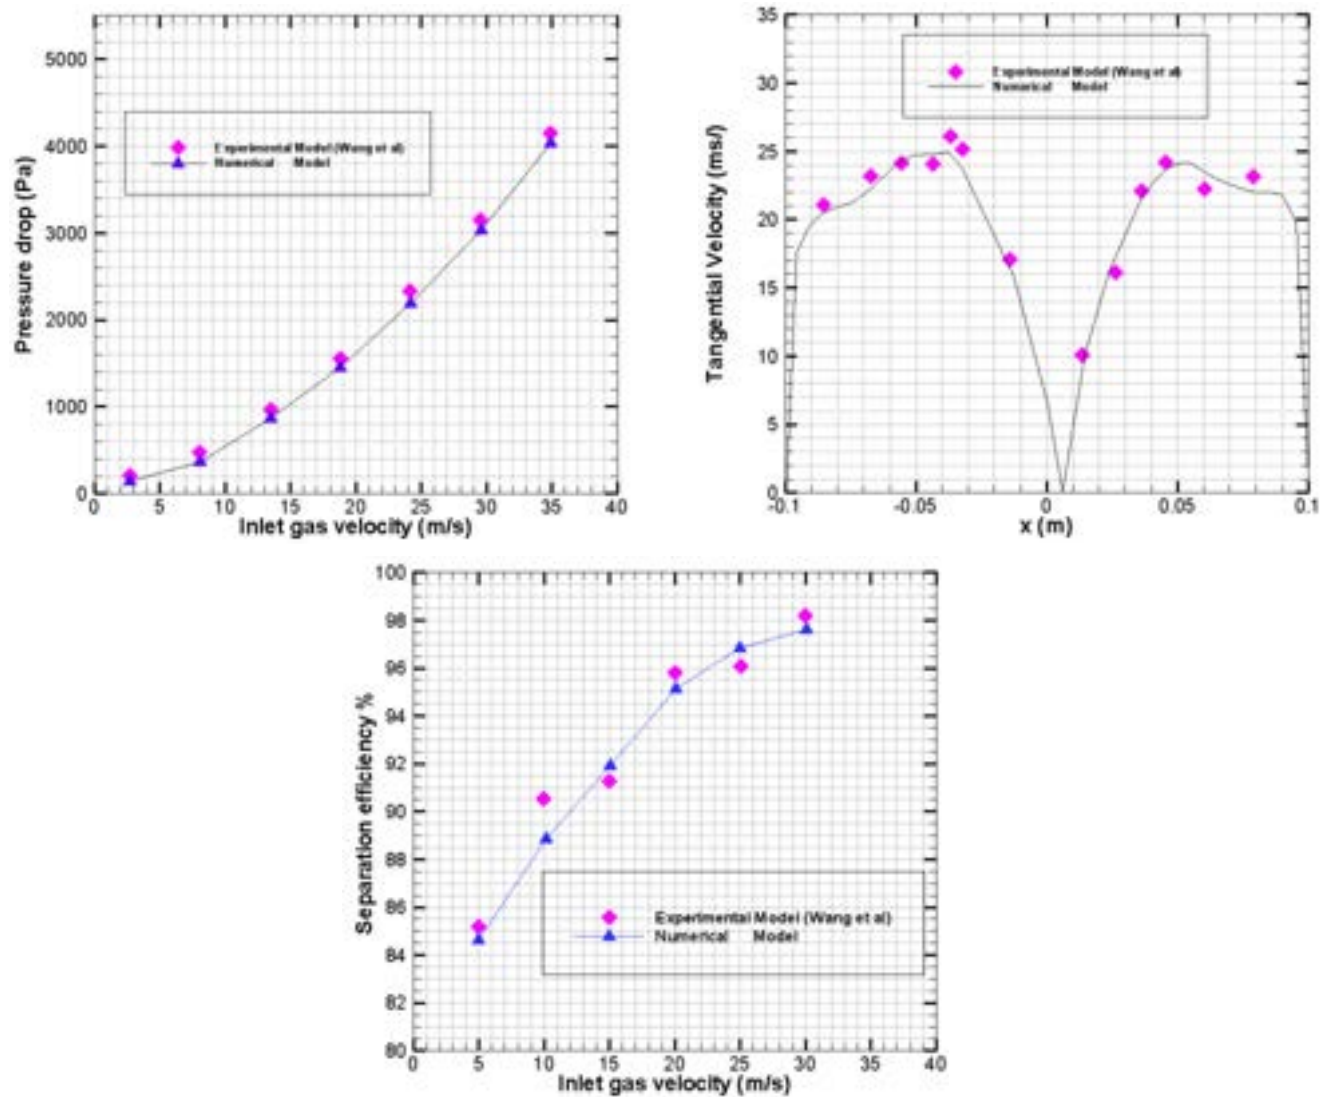 5000
4000
3000
2000
1000
0
Pressure drop (Pa)
Experimental Model (Wang et al)
Numerical Model
0 5 10 15 20 25 30 35 40
Inlet gas velocity (m/s)
35
30
25
20
15
10
5
0
Tangential Velocity (ms/)
Experimental Model (Wang et al)
Numerical Model
-0.1 -0.05 0 0.05 0.1
x (m)
100
98
96
94
92
90
88
86
84
82
80
Separation efficiency %
Experimental Model (Wang et al)
Numerical Model
0 5 10 15 20 25 30 35 40
Inlet gas velocity (m/s)